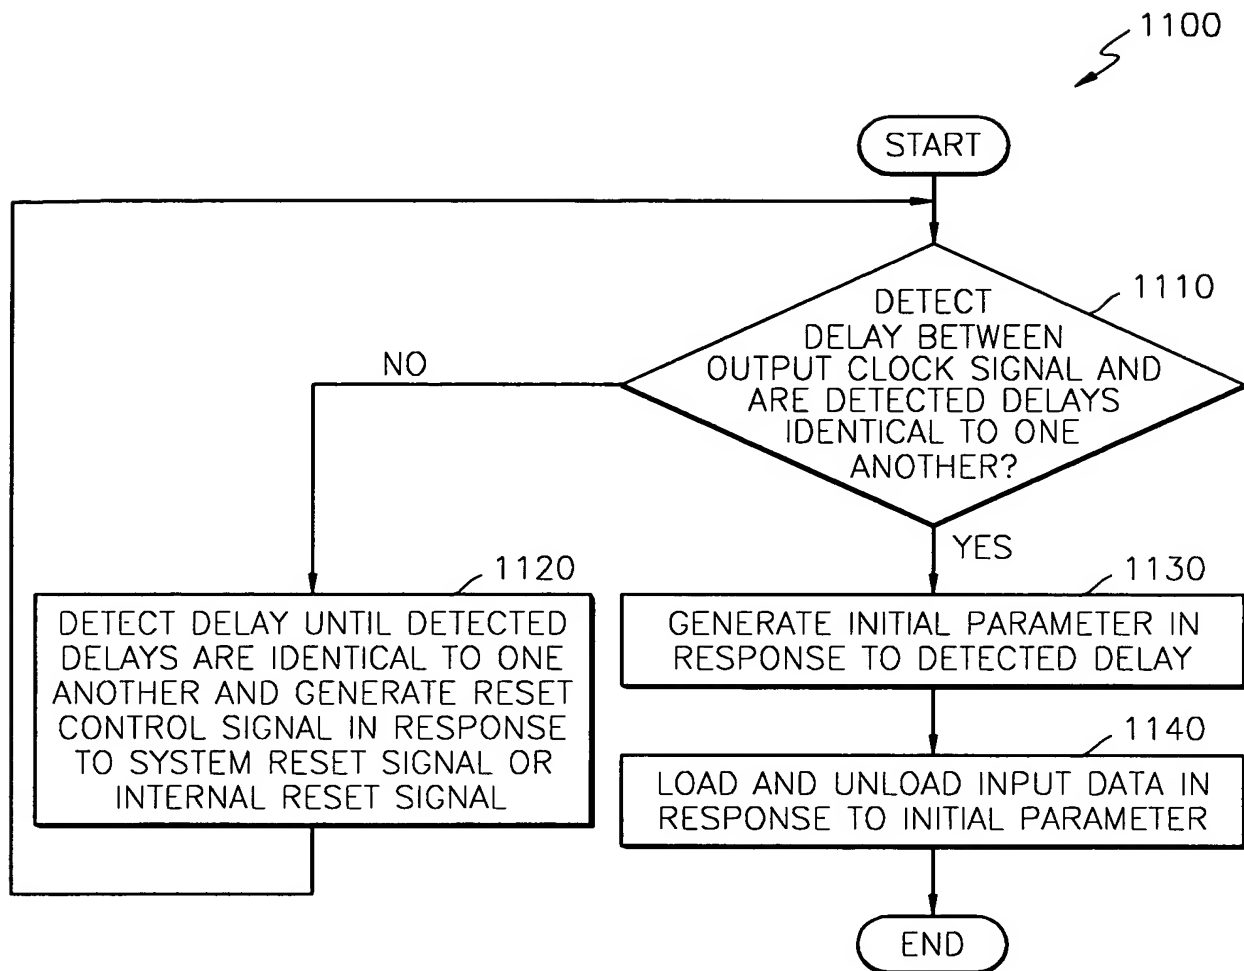 1100
START
1110
DETECT
DELAY BETWEEN
OUTPUT CLOCK SIGNAL AND
ARE DETECTED DELAYS
IDENTICAL TO ONE
ANOTHER?
NO
YES
1120
DETECT DELAY UNTIL DETECTED
DELAYS ARE IDENTICAL TO ONE
ANOTHER AND GENERATE RESET
CONTROL SIGNAL IN RESPONSE
TO SYSTEM RESET SIGNAL OR
INTERNAL RESET SIGNAL
1130
GENERATE INITIAL PARAMETER IN
RESPONSE TO DETECTED DELAY
1140
LOAD AND UNLOAD INPUT DATA IN
RESPONSE TO INITIAL PARAMETER
END